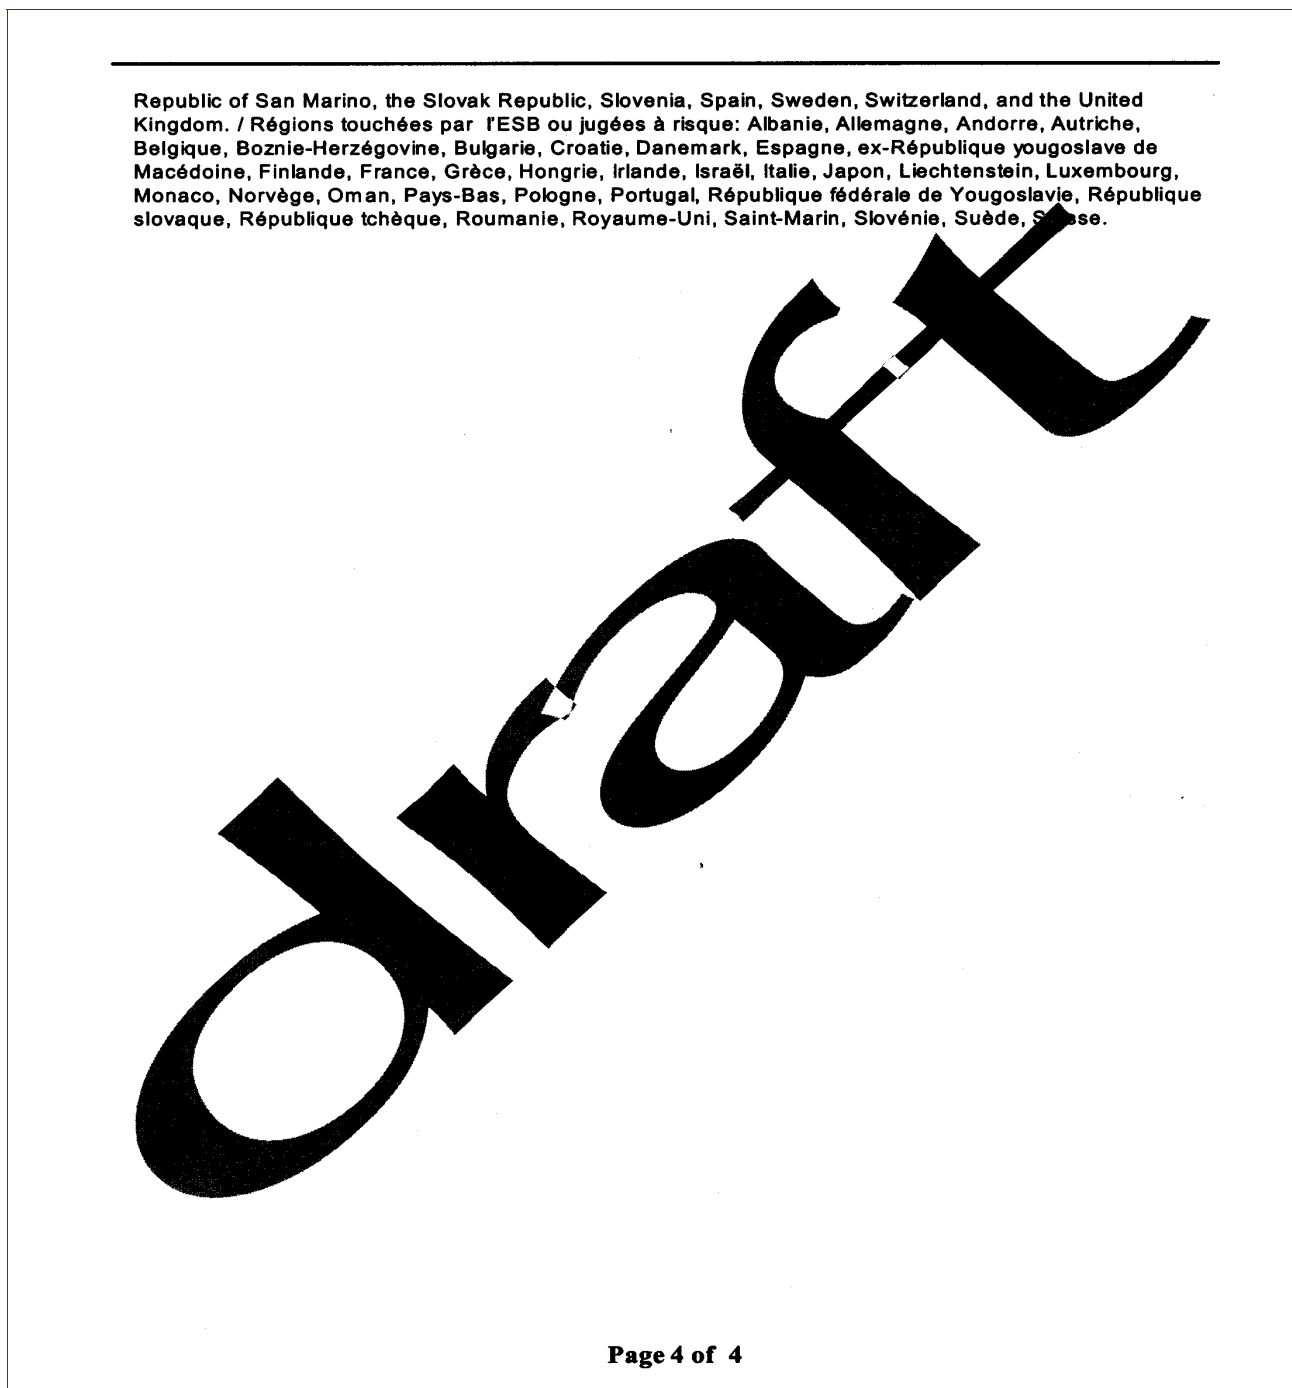 Republic of San Marino, the Slovak Republic, Slovenia, Spain, Sweden, Switzerland, and the United
Kingdom. / Régions touchées par l'ESB ou jugées à risque: Albanie, Allemagne, Andorre, Autriche,
Belgique, Boznie-Herzégovine, Bulgarie, Croatie, Danemark, Espagne, ex-République yougoslave de
Macédoine, Finlande, France, Grèce, Hongrie, Irlande, Israël, Italie, Japon, Liechtenstein, Luxembourg,
Monaco, Norvège, Oman, Pays-Bas, Pologne, Portugal, République fédérale de Yougoslavie, République
slovaque, République tchèque, Roumanie, Royaume-Uni, Saint-Marin, Slovénie, Suède,
draft
Page 4 of 4